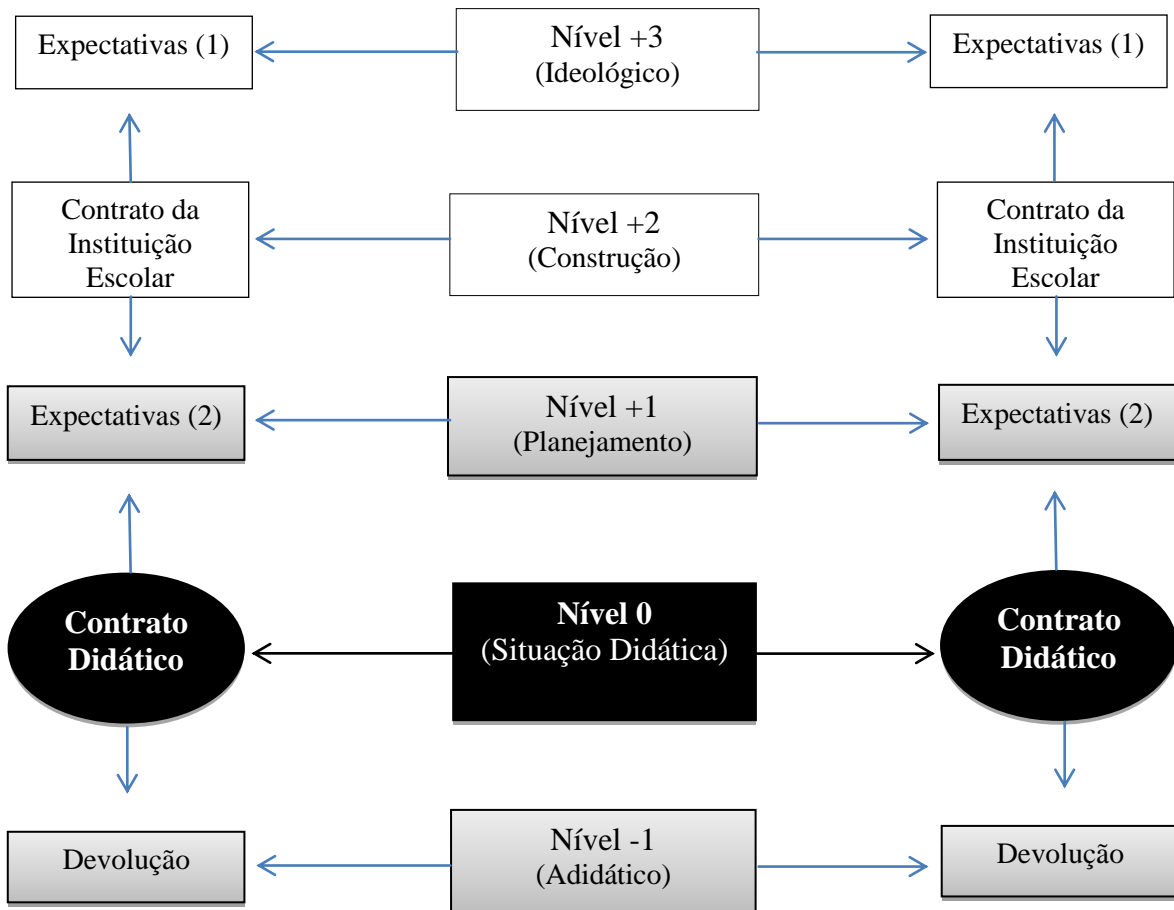 Expectativas (1)
Nível +3
(Ideológico)
Expectativas (1)
Contrato da
Instituição
Escolar
Nível +2
(Construção)
Contrato da
Instituição
Escolar
Expectativas (2)
Nível +1
(Planejamento)
Expectativas (2)
Contrato
Didático
Nível 0
(Situação Didática)
Contrato
Didático
Devolução
Nível -1
(Adidático)
Devolução